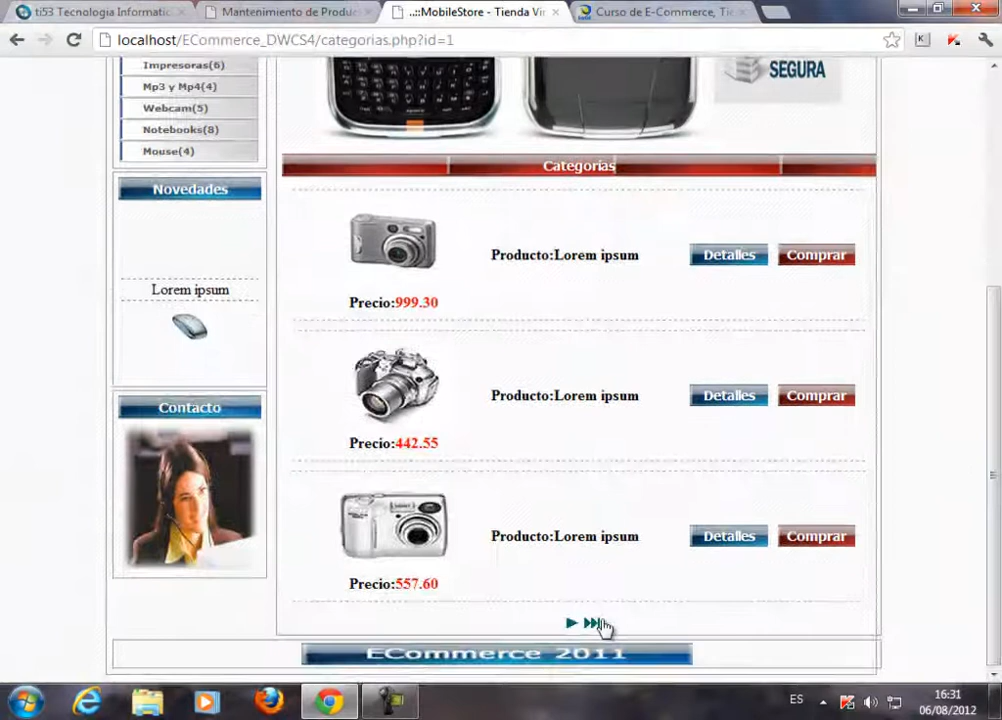 ti53 Tecnologia Informatic
Mantenimiento de Produc
..::MobileStore - Tienda Vir
Curso de E-Commerce, Tie
localhost/ECommerce_DWCS4/categorias.php?id=1
Impresoras(6)
Mp3 y Mp4(4)
Webcam(5)
Notebooks(8)
Mouse(4)
SEGURA
Categorias
Novedades
Lorem ipsum
Contacto
Producto:Lorem ipsum
Detalles
Comprar
Precio:999.30
Producto:Lorem ipsum
Detalles
Comprar
Precio:442.55
Producto:Lorem ipsum
Detalles
Comprar
Precio:557.60
ECommerce 2011
ES
16:31
06/08/2012